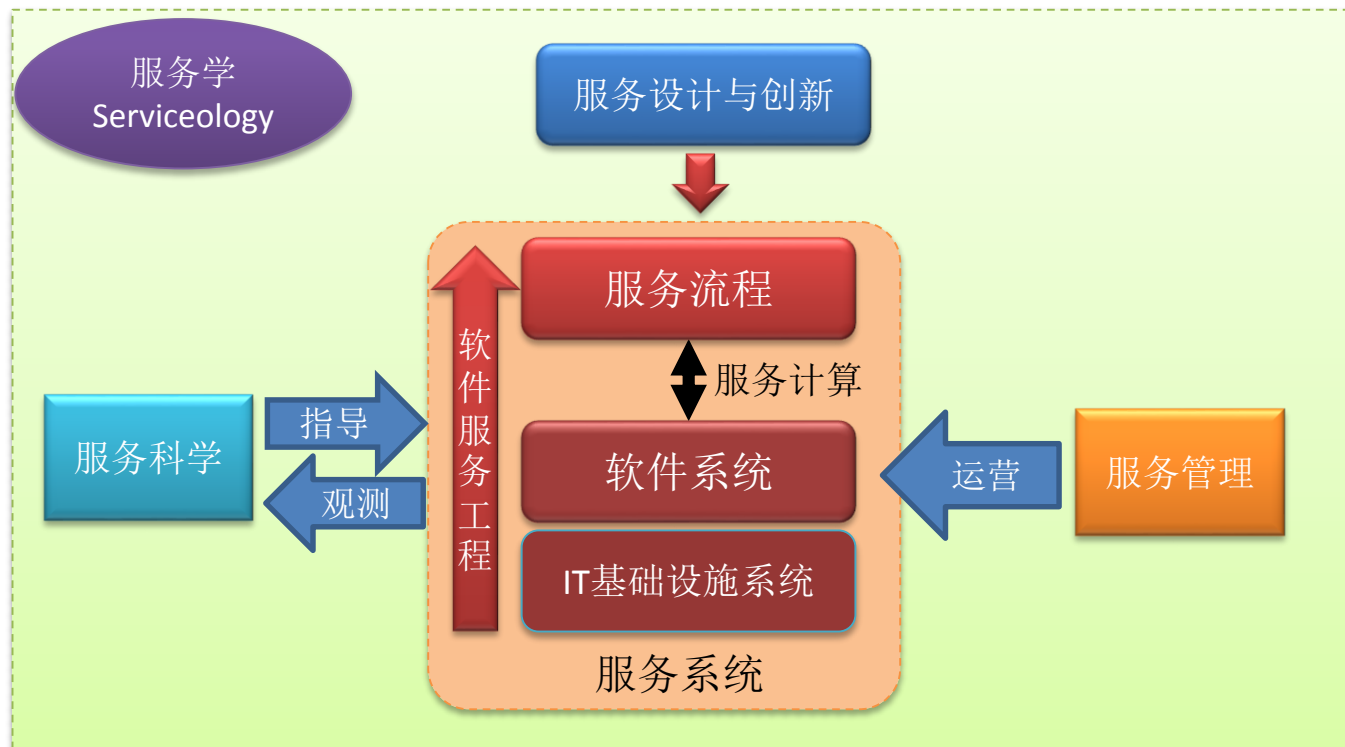 服务学
Serviceology
服务设计与创新
服务流程
服务计算
软件服务工程
指导
观测
服务科学
软件系统
运营
服务管理
IT基础设施系统
服务系统